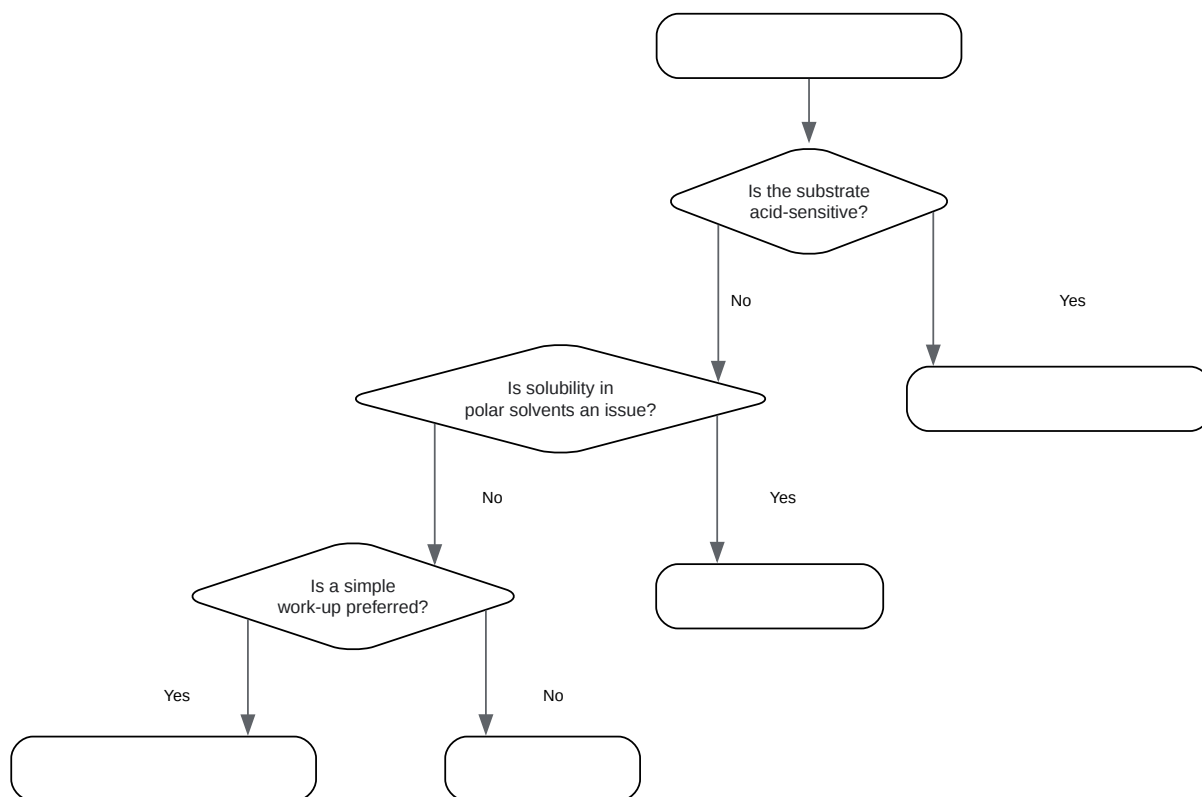 Is the substrate
acid-sensitive?
No
Yes
Is solubility in
polar solvents an issue?
No
Yes
Is a simple
work-up preferred?
Yes
No